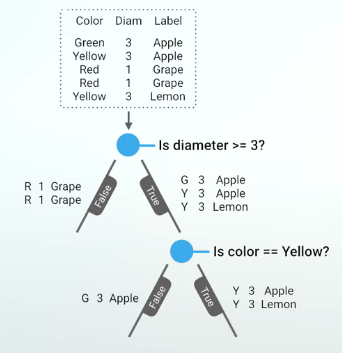 Color Diam Label
Green 3 Apple
Yellow 3 Apple
Red 1 Grape
Red 1 Grape
Yellow 3 Lemon
Is diameter >= 3?
R 1 Grape
R 1 Grape
False
True
G 3 Apple
Y 3 Apple
Y 3 Lemon
Is color == Yellow?
G 3 Apple
False
True
Y 3 Apple
Y 3 Lemon